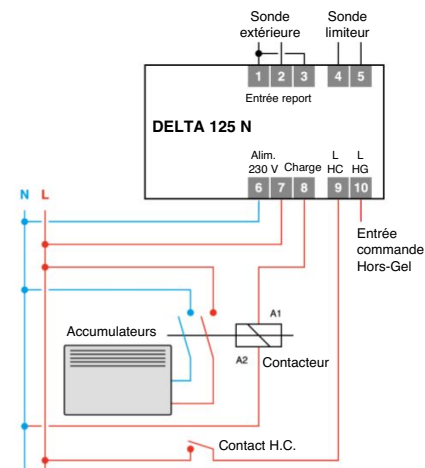 Sonde extérieure
Sonde limiteur
1 2 3 4 5
Entrée report
DELTA 125 N
Alim. 230 V
Charge
L HC
L HG
6 7 8 9 10
N L
Entrée commande Hors-Gel
A1
Accumulateurs
A2
Contacteur
Contact H.C.